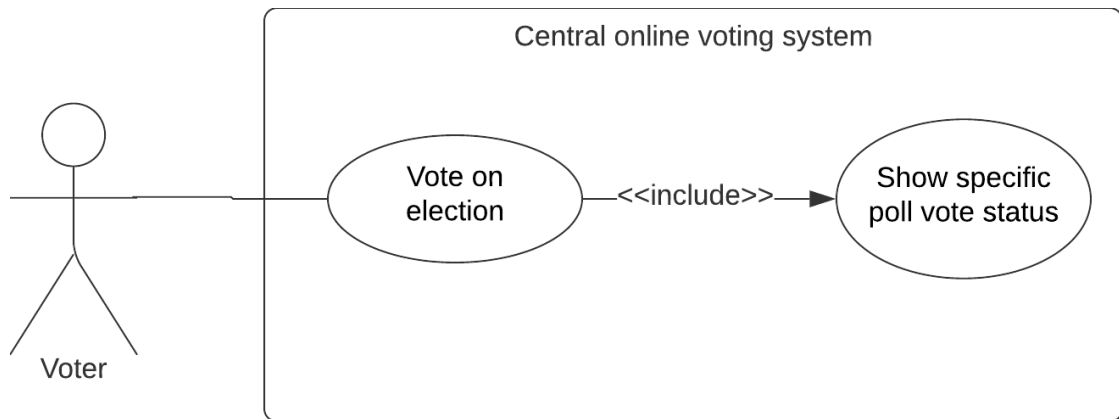 Central online voting system
Vote on
election
<<include>>
Show specific
poll vote status
Voter